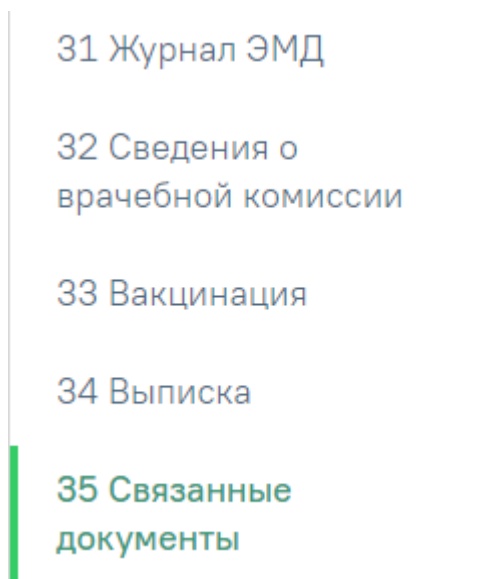 31 Журнал ЭМД
32 Сведения о
врачебной комиссии
33 Вакцинация
34 Выписка
35 Связанные
документы